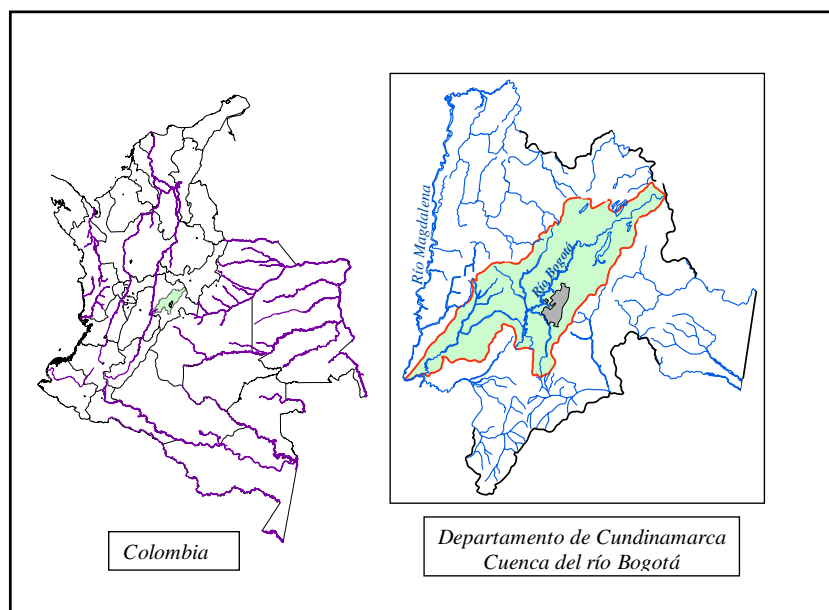 Río Magdalena
Río Bogotá
Colombia
Departamento de Cundinamarca
Cuenca del río Bogotá